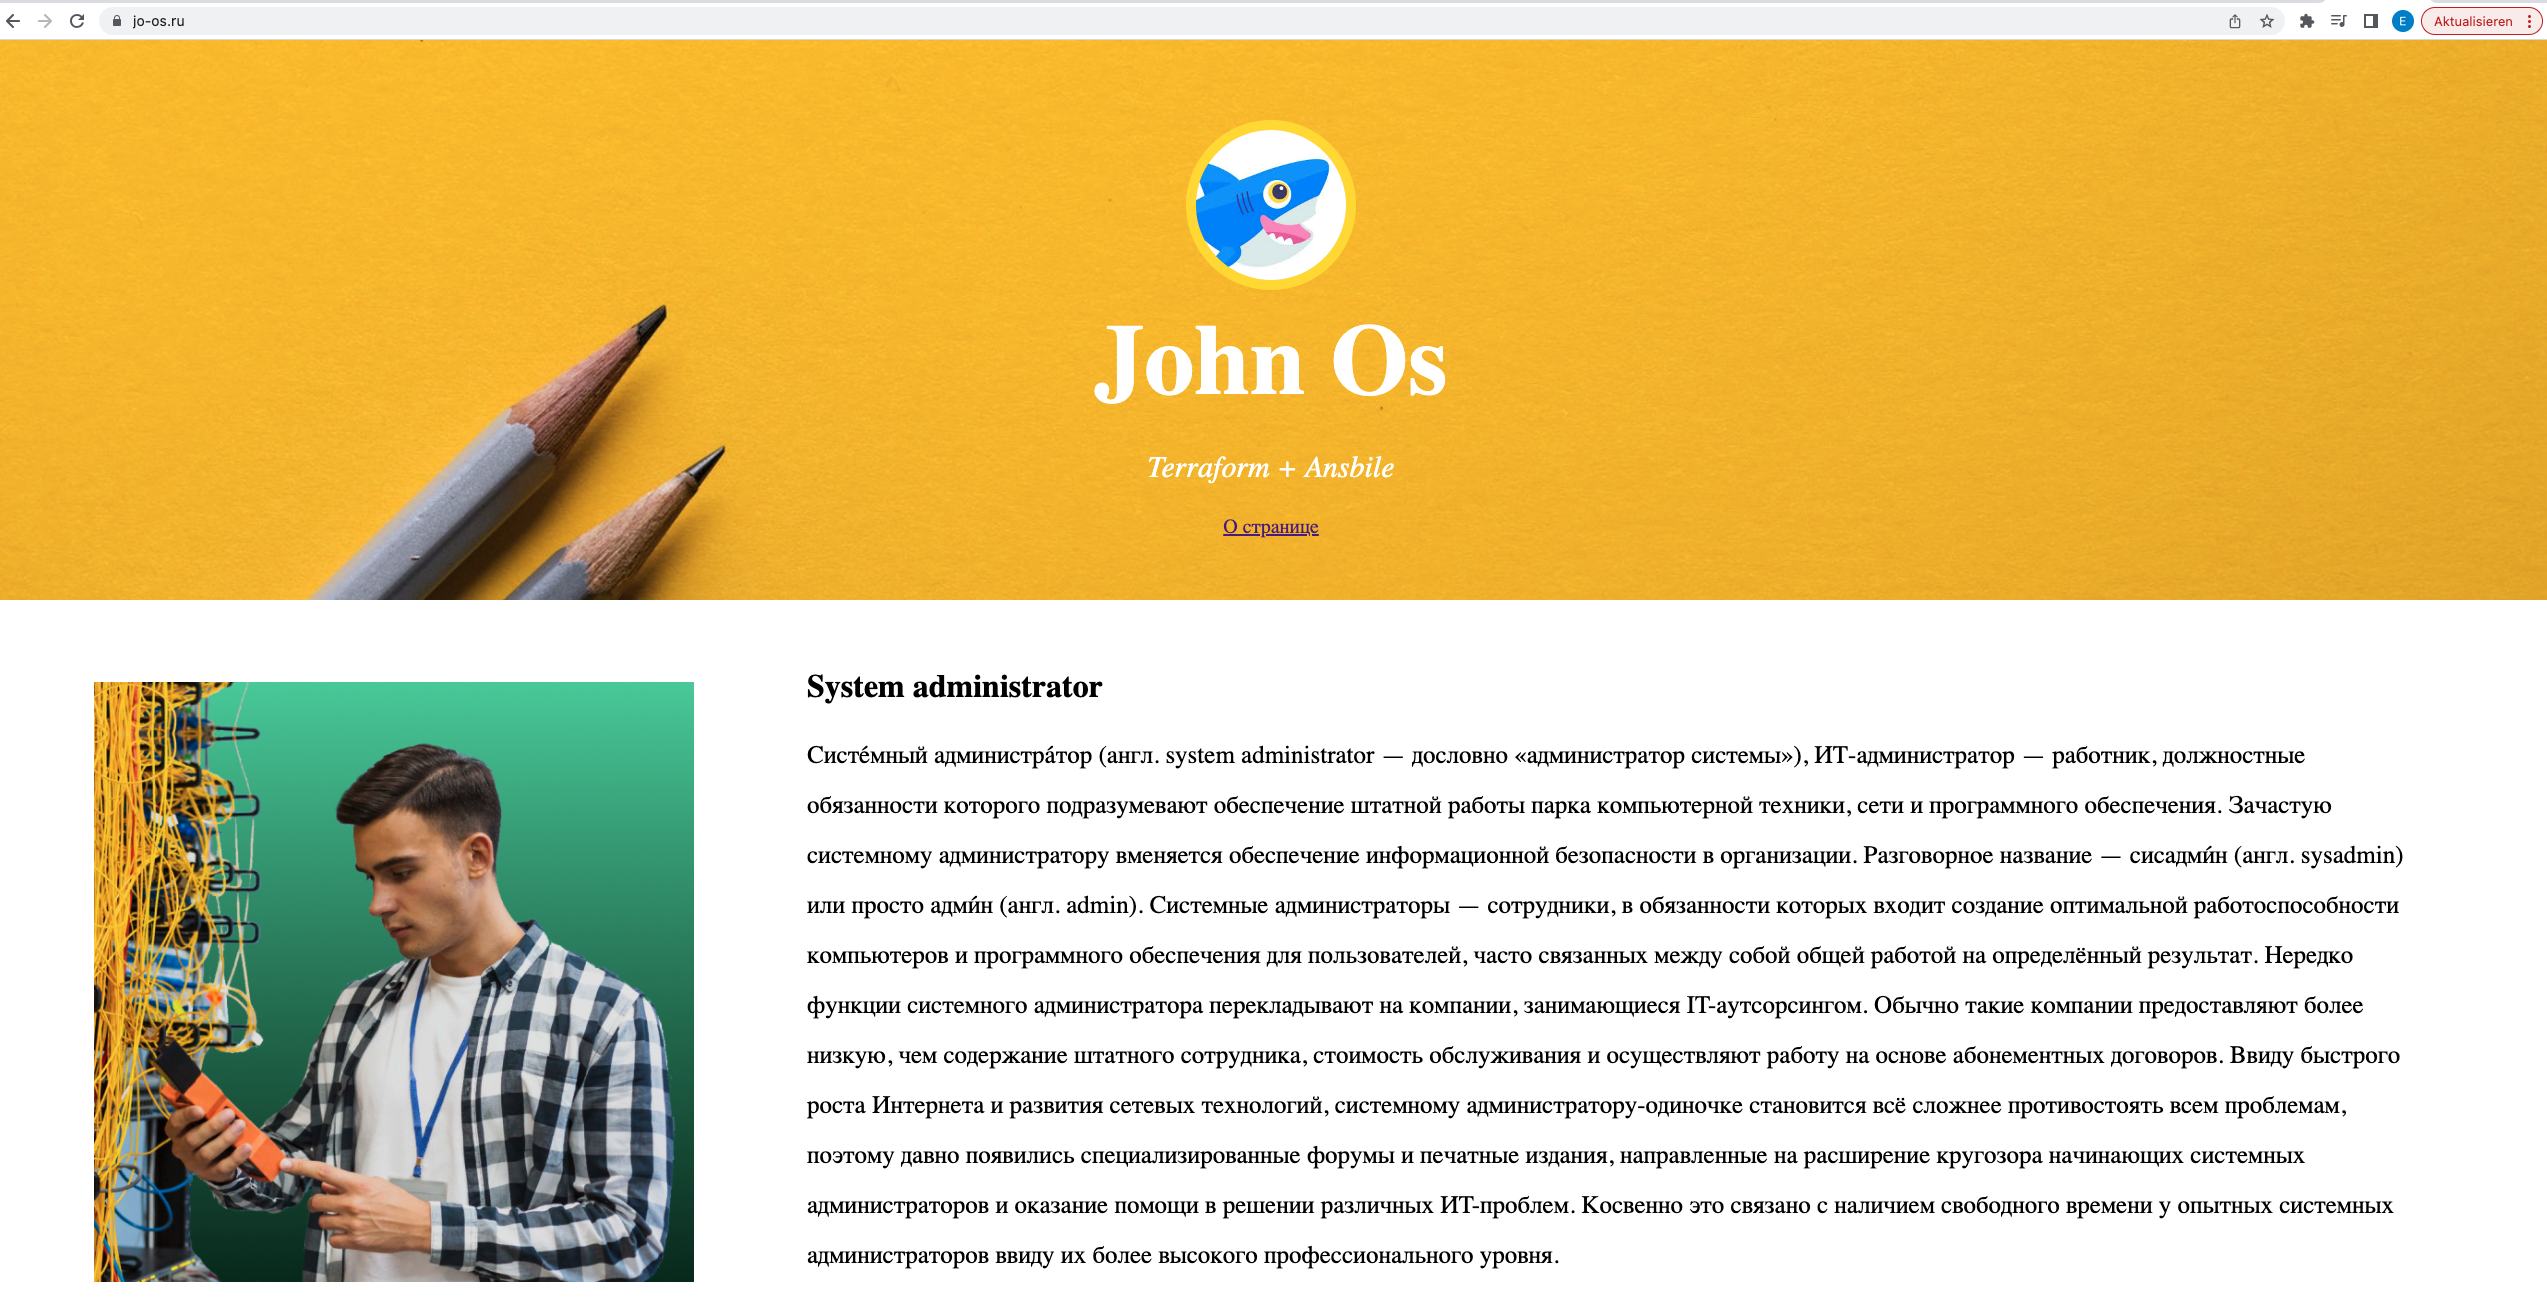 jo-os.ru
E
Aktualisieren
John Os
Terraform + Ansbile
О странице
System administrator
Систе́мный администра́тор (англ. system administrator — дословно «администратор системы»), ИТ-администратор — работник, должностные
обязанности которого подразумевают обеспечение штатной работы парка компьютерной техники, сети и программного обеспечения. Зачастую
системному администратору вменяется обеспечение информационной безопасности в организации. Разговорное название — сисадми́н (англ. sysadmin)
или просто адми́н (англ. admin). Системные администраторы — сотрудники, в обязанности которых входит создание оптимальной работоспособности
компьютеров и программного обеспечения для пользователей, часто связанных между собой общей работой на определённый результат. Нередко
функции системного администратора перекладывают на компании, занимающиеся IT-аутсорсингом. Обычно такие компании предоставляют более
низкую, чем содержание штатного сотрудника, стоимость обслуживания и осуществляют работу на основе абонементных договоров. Ввиду быстрого
роста Интернета и развития сетевых технологий, системному администратору-одиночке становится всё сложнее противостоять всем проблемам,
поэтому давно появились специализированные форумы и печатные издания, направленные на расширение кругозора начинающих системных
администраторов и оказание помощи в решении различных ИТ-проблем. Косвенно это связано с наличием свободного времени у опытных системных
администраторов ввиду их более высокого профессионального уровня.